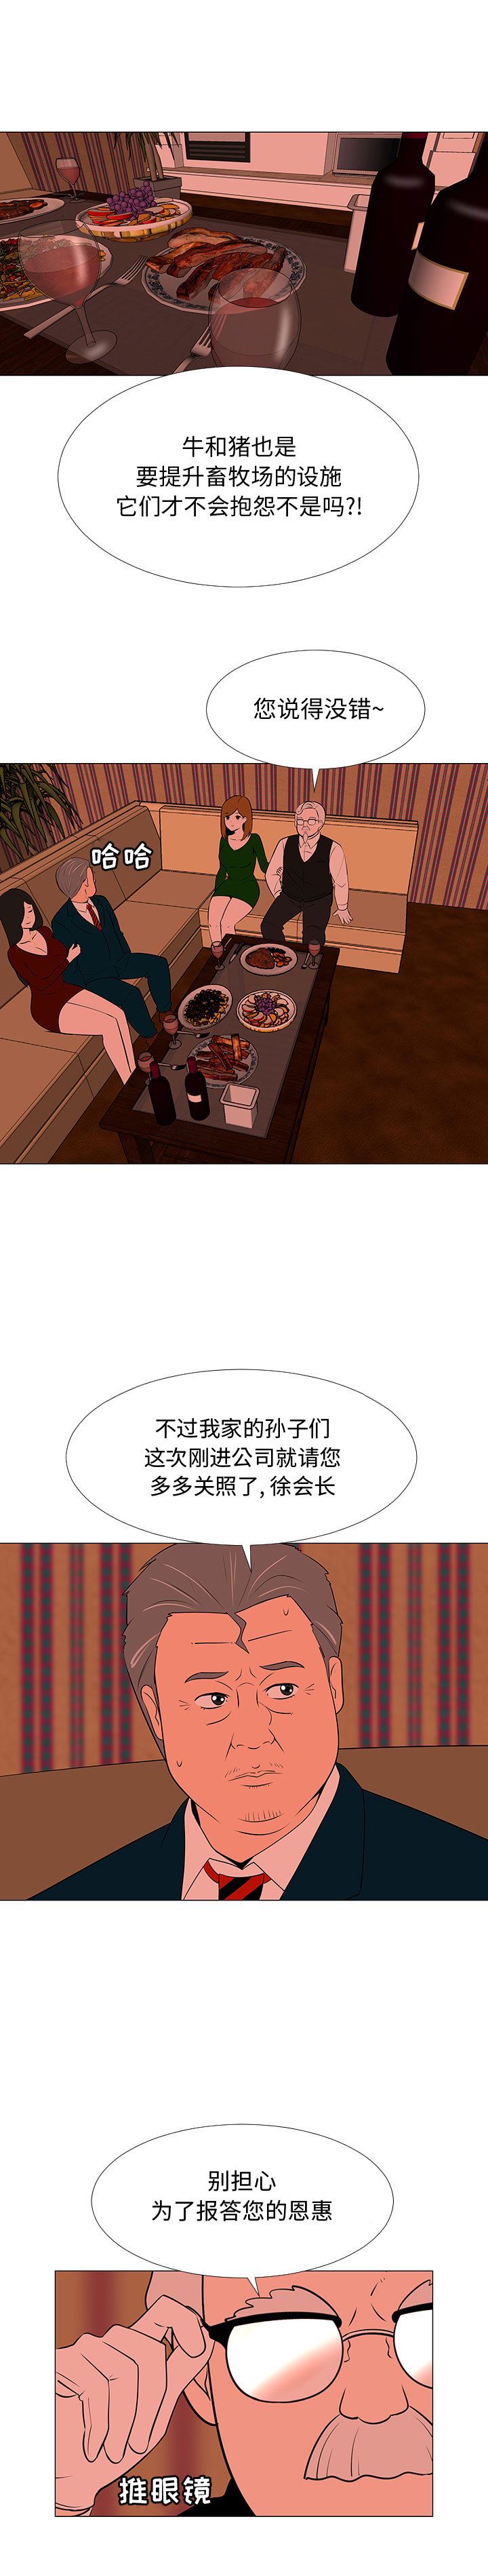 牛和猪也是
要提升畜牧场的设施
它们才不会抱怨不是吗?!
您说得没错~
哈哈
不过我家的孙子们
这次刚进公司就请您
多多关照了, 徐会长
别担心
为了报答您的恩惠
推眼镜